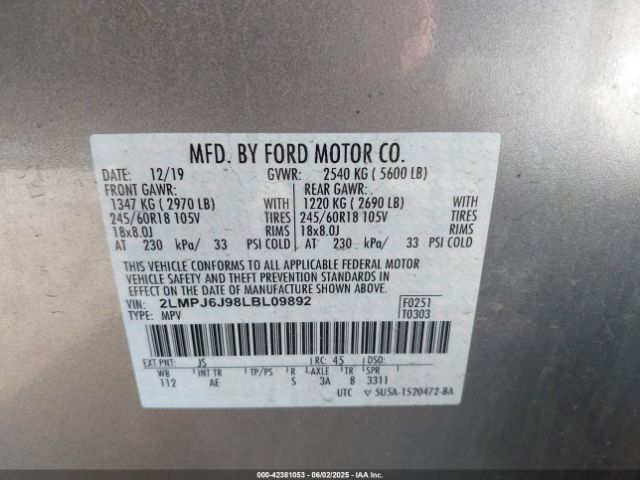 MFD. BY FORD MOTOR CO.
DATE: 12/19 GVWR: 2540 KG ( 5600 LB)
FRONT GAWR: REAR GAWR:
1347 KG ( 2970 LB) WITH 1220 KG ( 2690 LB) WITH
245/60R18 105V TIRES 245/60R18 105V TIRES
18x8.0J RIMS 18x8.0J RIMS
AT 230 kPa/ 33 PSI COLD AT 230 kPa/ 33 PSI COLD
THIS VEHICLE CONFORMS TO ALL APPLICABLE FEDERAL MOTOR
VEHICLE SAFETY AND THEFT PREVENTION STANDARDS IN
EFFECT ON THE DATE OF MANUFACTURE SHOWN ABOVE.
VIN: 2LMPJ6J98LBL09892 F0251
TYPE: MPV T0303
EXT PNT: JS RC: 45 DSO:
WB INT TR TP/PS R AXLE TR SPR
112 AE S 3A B 3311
UTC ▽ 5USA-1520472-BA
000-42381053 - 06/02/2025 - IAA Inc.